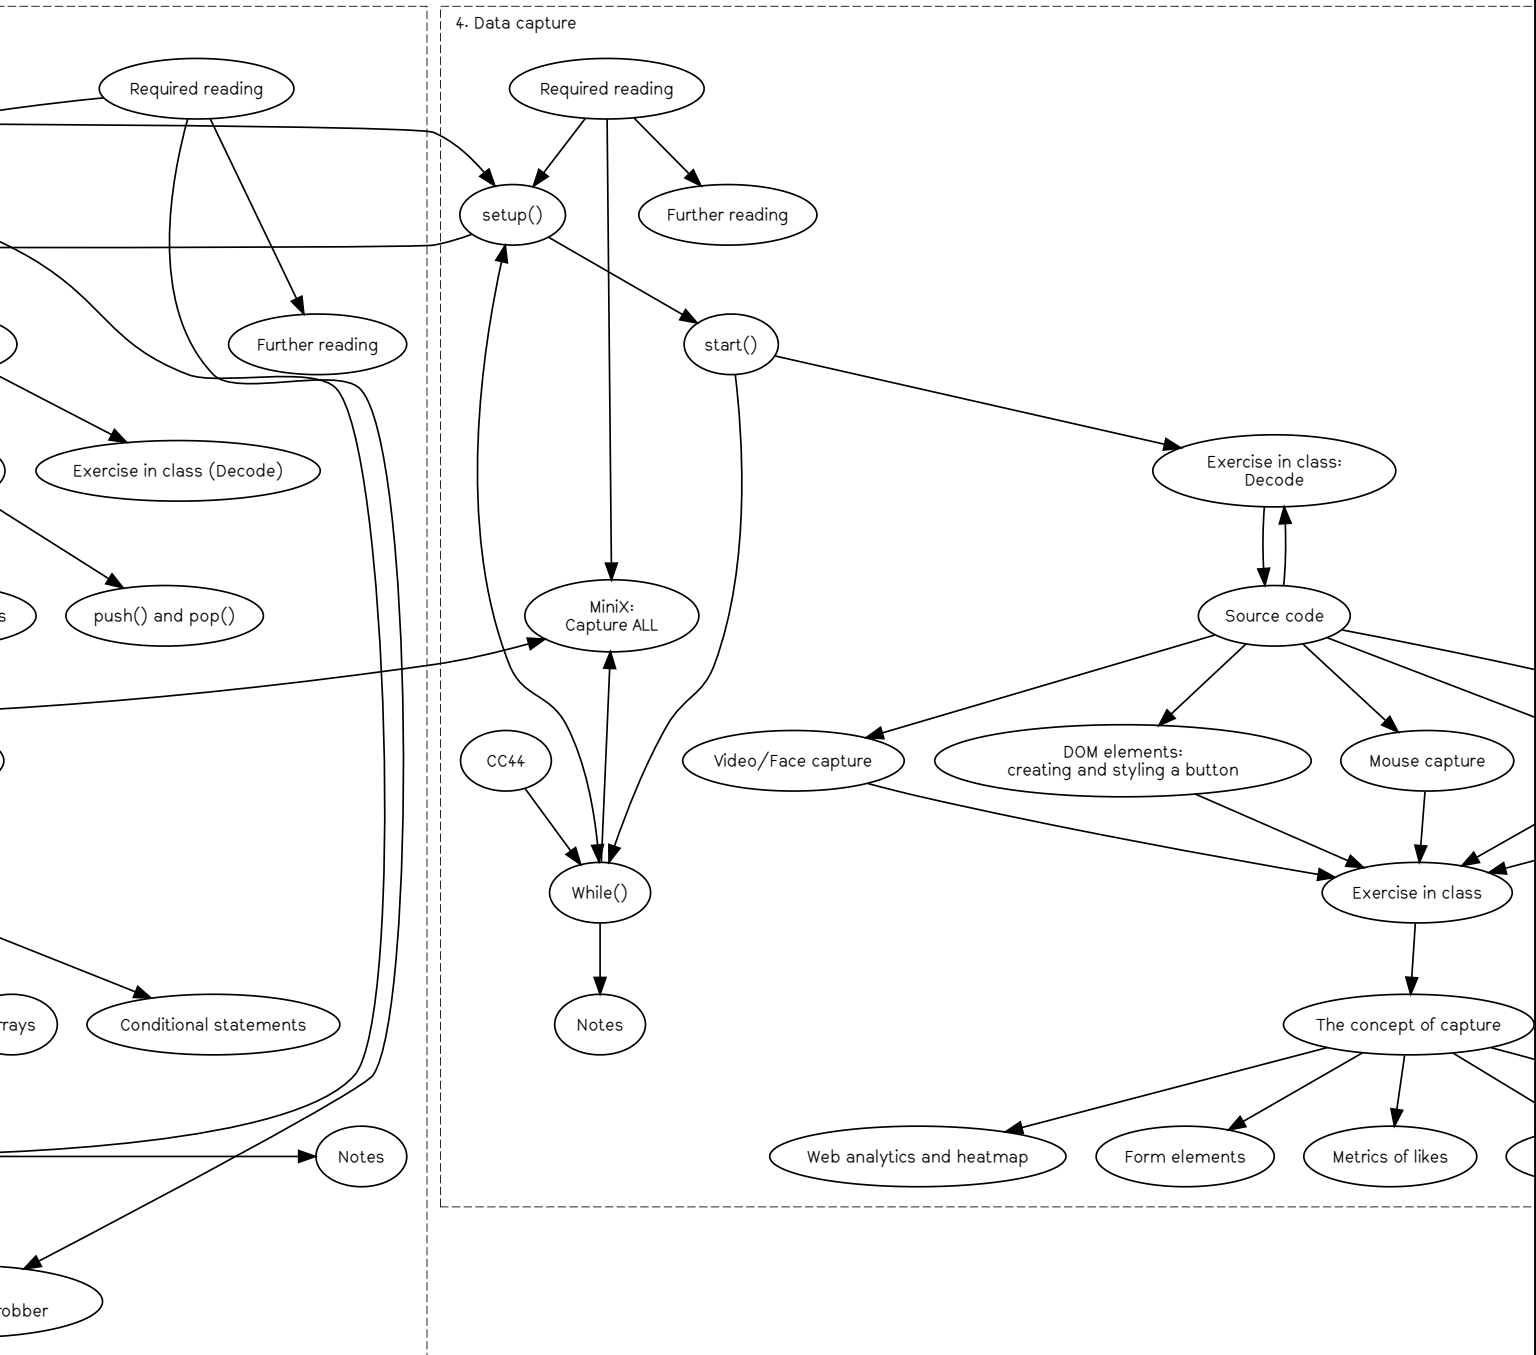 4. Data capture
Required reading
Required reading
setup()
Further reading
Further reading
start()
Exercise in class (Decode)
Exercise in class:
Decode
push() and pop()
MiniX:
Capture ALL
Source code
CC44
Video/Face capture
DOM elements:
creating and styling a button
Mouse capture
While()
Exercise in class
Conditional statements
Notes
The concept of capture
Notes
Web analytics and heatmap
Form elements
Metrics of likes